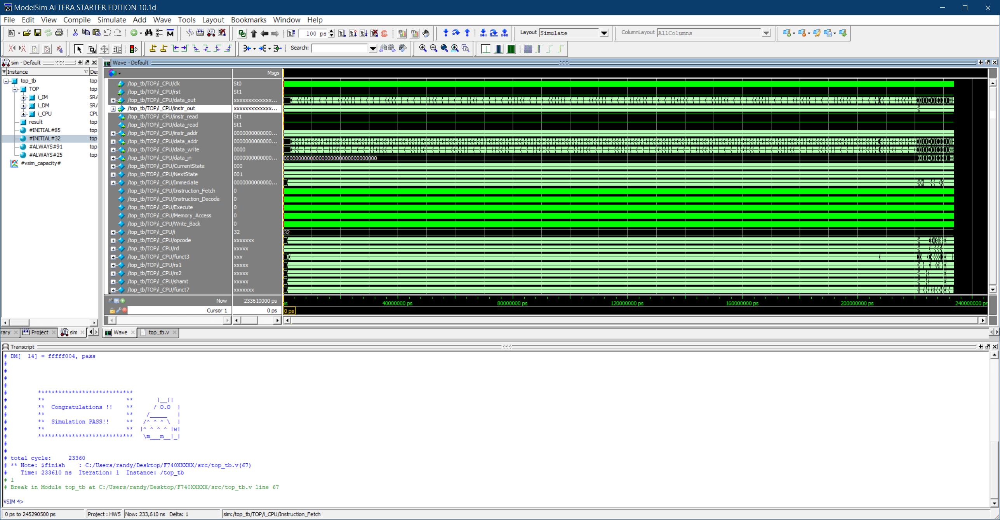 ModelSim ALTERA STARTER EDITION 10.1d
File Edit View Compile Simulate Add Wave Tools Layout Bookmarks Window Help
100 ps
Layout Simulate
ColumnLayout AllColumns
Search:
sim - Default
Instance
top_tb top
TOP top
i_IM SRA
i_DM SRA
i_CPU CPU
result top
#INITIAL#85 top
#INITIAL#32 top
#ALWAYS#91 top
#ALWAYS#25 top
#vsim_capacity#
Wave - Default
Msgs
/top_tb/TOP/i_CPU/clk St0
/top_tb/TOP/i_CPU/rst St1
/top_tb/TOP/i_CPU/data_out xxxxxxxxxxxxx...
/top_tb/TOP/i_CPU/instr_out xxxxxxxxxxxxx...
/top_tb/TOP/i_CPU/instr_read St1
/top_tb/TOP/i_CPU/data_read St1
/top_tb/TOP/i_CPU/instr_addr 0000000000000...
/top_tb/TOP/i_CPU/data_addr 0000000000000...
/top_tb/TOP/i_CPU/data_write 0000
/top_tb/TOP/i_CPU/data_in 0000000000000... 00000000000000000000000000000000
/top_tb/TOP/i_CPU/CurrentState 000
/top_tb/TOP/i_CPU/NextState 001
/top_tb/TOP/i_CPU/Immediate 0000000000000...
/top_tb/TOP/i_CPU/Instruction_Fetch 0
/top_tb/TOP/i_CPU/Instruction_Decode 0
/top_tb/TOP/i_CPU/Execute 0
/top_tb/TOP/i_CPU/Memory_Access 0
/top_tb/TOP/i_CPU/Write_Back 0
/top_tb/TOP/i_CPU/i 32 32
/top_tb/TOP/i_CPU/opcode xxxxxxx
/top_tb/TOP/i_CPU/rd xxxxx
/top_tb/TOP/i_CPU/funct3 xxx
/top_tb/TOP/i_CPU/rs1 xxxxx
/top_tb/TOP/i_CPU/rs2 xxxxx
/top_tb/TOP/i_CPU/shamt xxxxx
/top_tb/TOP/i_CPU/funct7 xxxxxxx
Now 233610000 ps
40000000 ps 80000000 ps 120000000 ps 160000000 ps 200000000 ps 240000000 ps
Cursor 1 0 ps 0 ps
rary Project sim Wave top_tb.v
Transcript
# DM[  14] = fffff004, pass
#
#
#
#
#          ****************************
#          **                        **       |__||
#          **  Congratulations !!    **      / O.O  |
#          **                        **    /_____   |
#          **  Simulation PASS!!     **   /^ ^ ^ \  |
#          **                        **  |^ ^ ^ ^ |w|
#          ****************************   \m___m__|_|
#
#
# total cycle:     23360
# ** Note: $finish    : C:/Users/randy/Desktop/F740XXXXX/src/top_tb.v(67)
#    Time: 233610 ns  Iteration: 1  Instance: /top_tb
# 1
# Break in Module top_tb at C:/Users/randy/Desktop/F740XXXXX/src/top_tb.v line 67
VSIM 4>
0 ps to 245290500 ps Project : HW5 Now: 233,610 ns Delta: 1 sim:/top_tb/TOP/i_CPU/Instruction_Fetch